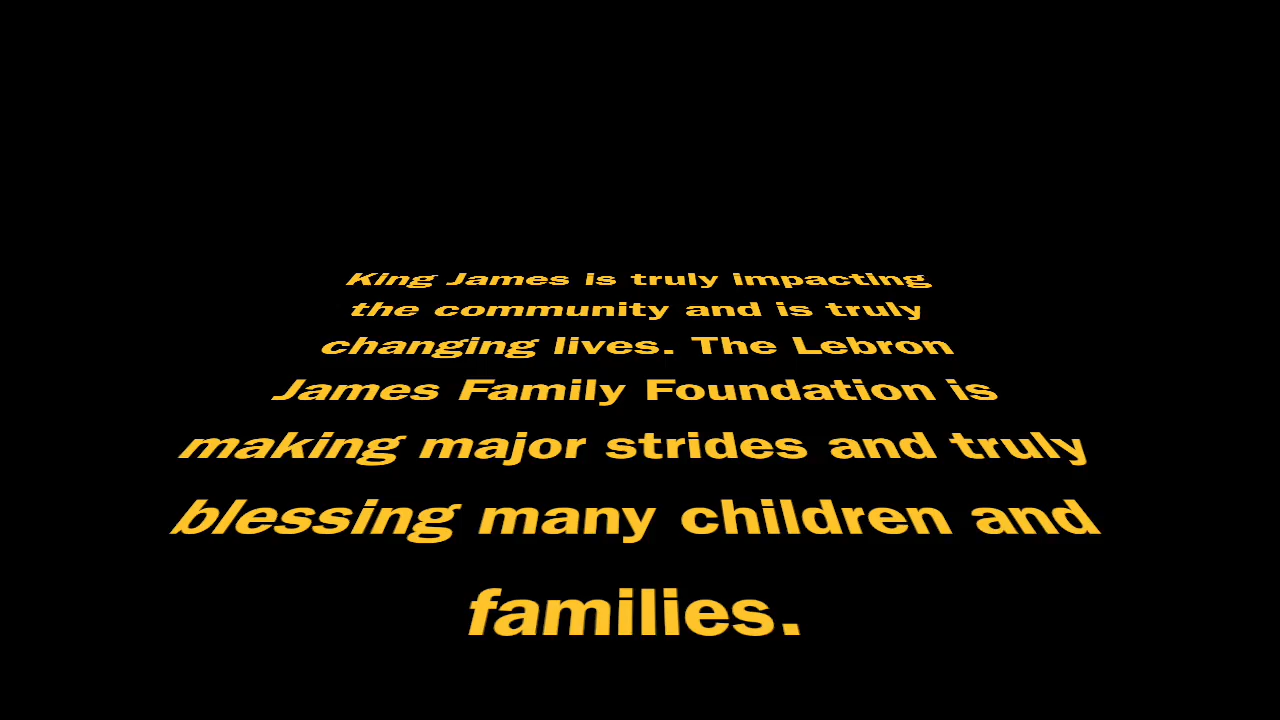 King James is truly impacting
the community and is truly
changing lives. The Lebron
James Family Foundation is
making major strides and truly
blessing many children and
families.